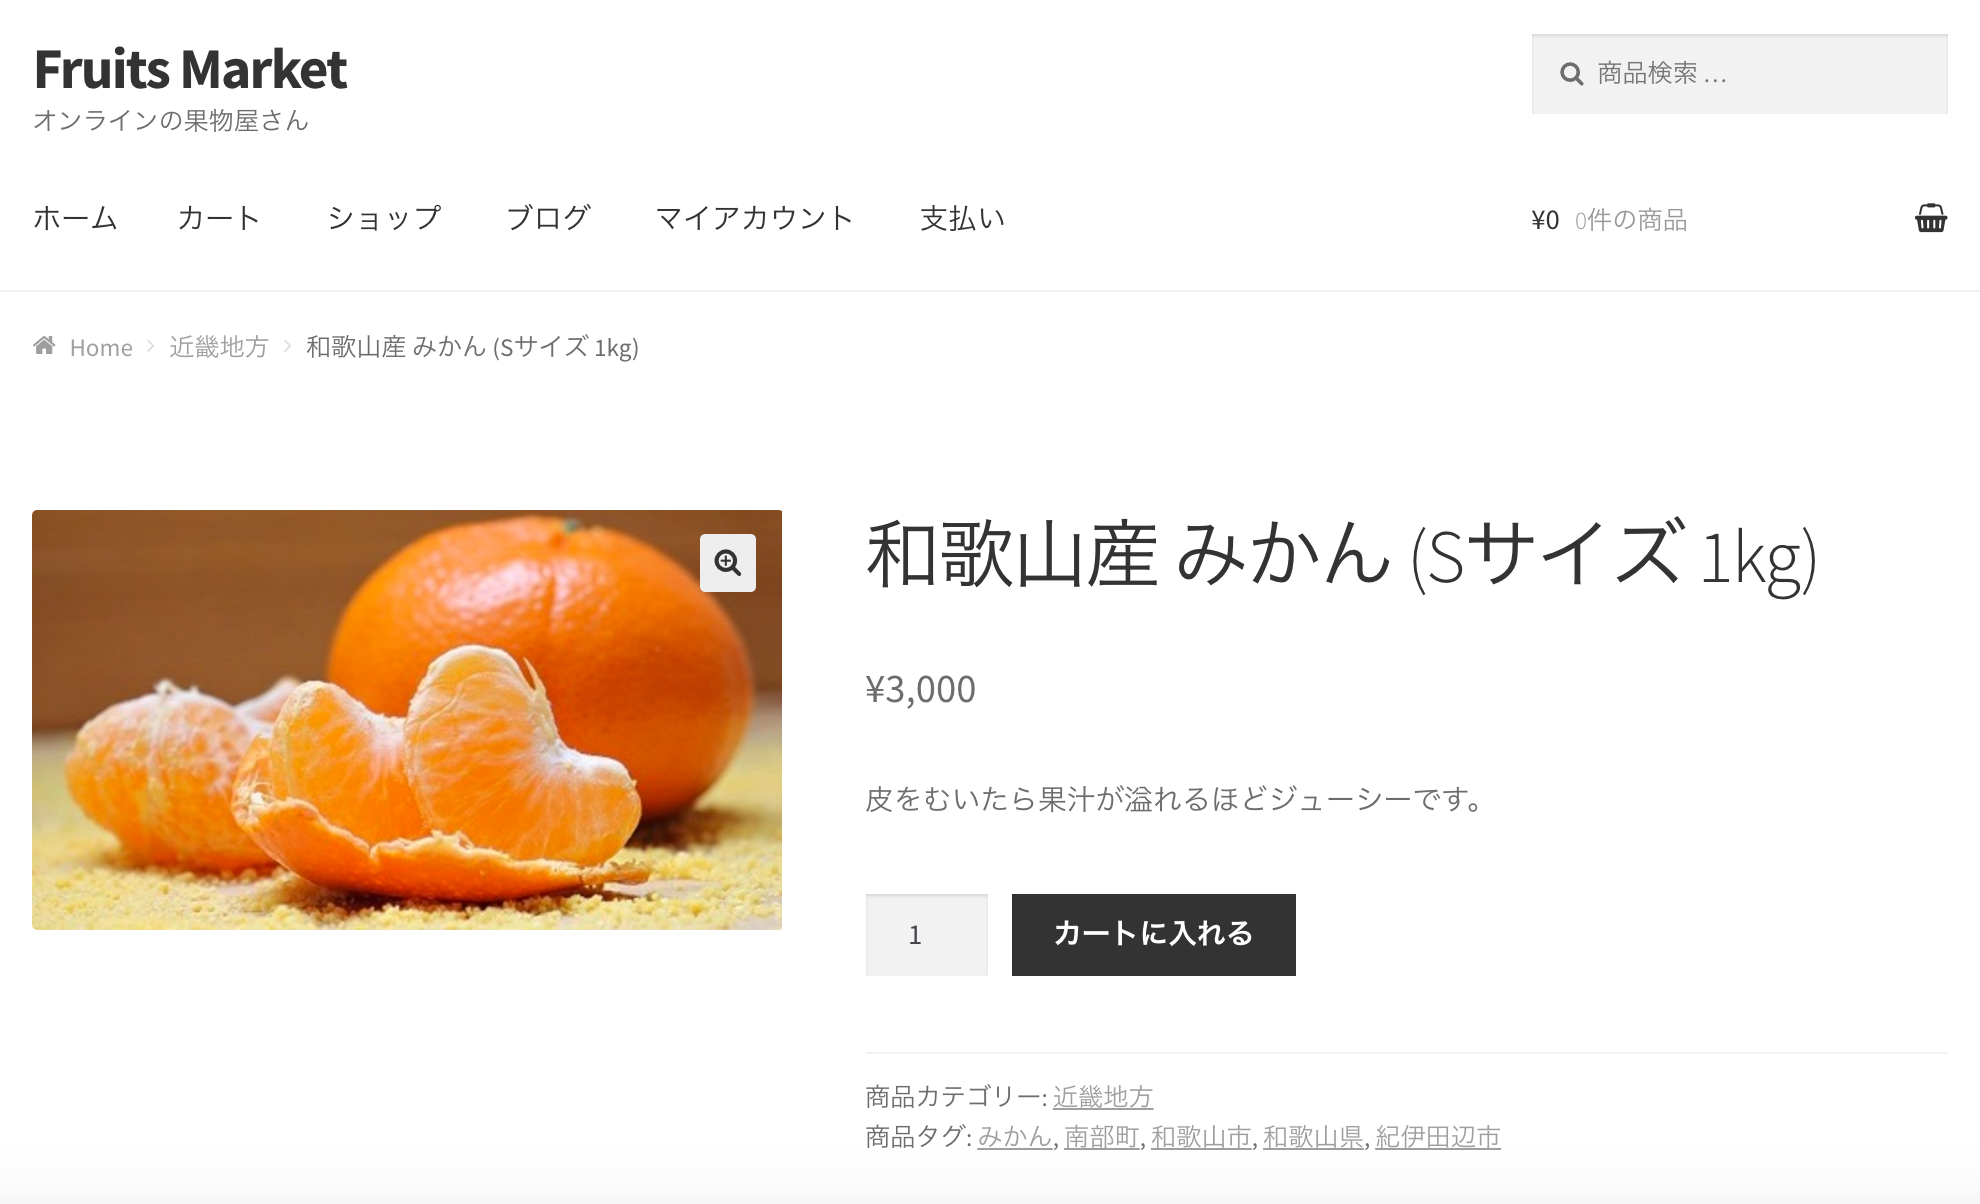 Fruits Market
オンラインの果物屋さん
商品検索 …
ホーム カート ショップ ブログ マイアカウント 支払い
¥0 0件の商品
Home 近畿地方 和歌山産 みかん (Sサイズ 1kg)
和歌山産 みかん (Sサイズ 1kg)
¥3,000
皮をむいたら果汁が溢れるほどジューシーです。
1
カートに入れる
商品カテゴリー: 近畿地方
商品タグ: みかん, 南部町, 和歌山市, 和歌山県, 紀伊田辺市